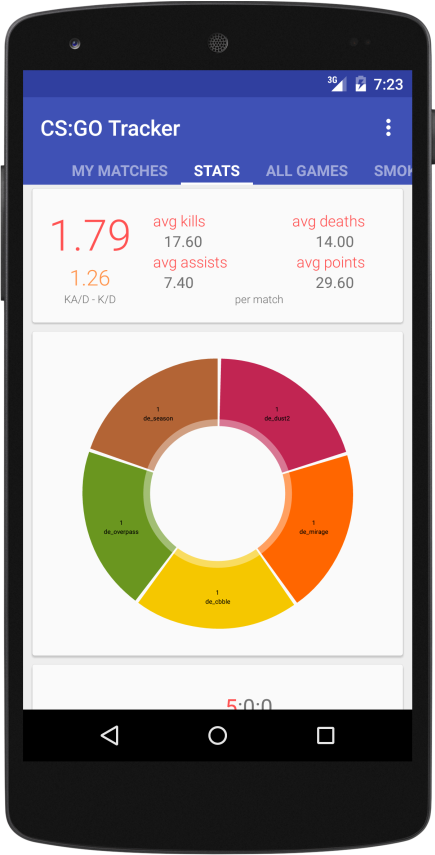 3G 7:23
CS:GO Tracker
MY MATCHES STATS ALL GAMES SMOK
1.79
avg kills avg deaths
17.60 14.00
1.26
avg assists avg points
7.40 29.60
KA/D - K/D per match
1
de_season
1
de_dust2
1
de_overpass
1
de_mirage
1
de_cbble
5:0:0